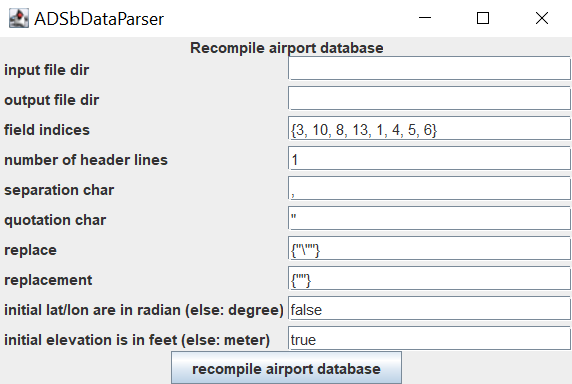 ADSbDataParser
Recompile airport database
input file dir
output file dir
field indices {3, 10, 8, 13, 1, 4, 5, 6}
number of header lines 1
separation char ,
quotation char "
replace {"\""}
replacement {""}
initial lat/lon are in radian (else: degree) false
initial elevation is in feet (else: meter) true
recompile airport database